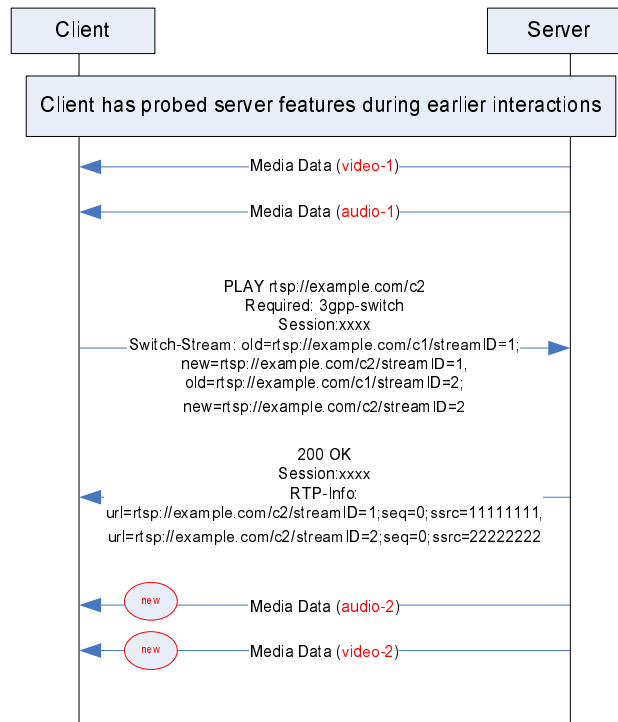 Client
Server
Client has probed server features during earlier interactions
Media Data (video-1)
Media Data (audio-1)
PLAY rtsp://example.com/c2
Required: 3gpp-switch
Session:xxxx
Switch-Stream: old=rtsp://example.com/c1/streamID=1;
new=rtsp://example.com/c2/streamID=1,
old=rtsp://example.com/c1/streamID=2;
new=rtsp://example.com/c2/streamID=2
200 OK
Session:xxxx
RTP-Info:
url=rtsp://example.com/c2/streamID=1;seq=0;ssrc=11111111,
url=rtsp://example.com/c2/streamID=2;seq=0;ssrc=22222222
new
Media Data (audio-2)
new
Media Data (video-2)